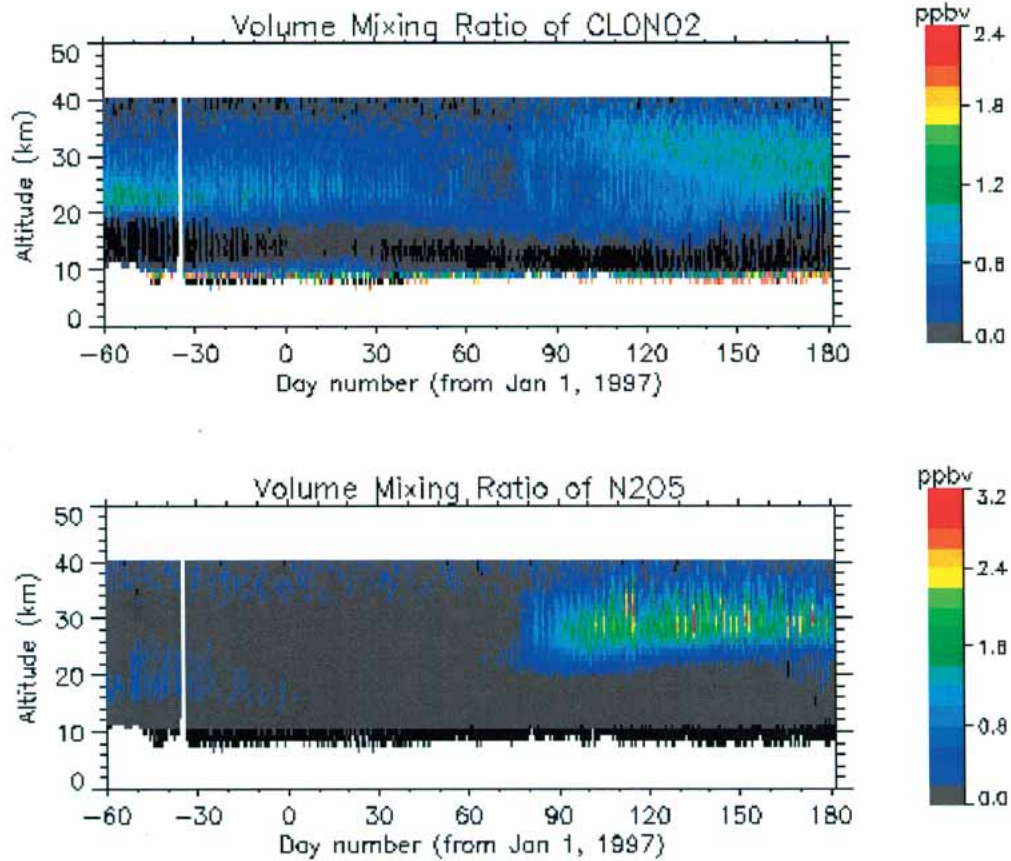 Volume Mixing Ratio of CLONO2
ppbv
50
40
30
20
10
0
Altitude (km)
-60 -30 0 30 60 90 120 150 180
Day number (from Jan 1, 1997)
2.4
1.8
1.2
0.8
0.0
Volume Mixing Ratio of N2O5
ppbv
50
40
30
20
10
0
Altitude (km)
-60 -30 0 30 60 90 120 150 180
Day number (from Jan 1, 1997)
3.2
2.4
1.8
0.8
0.0